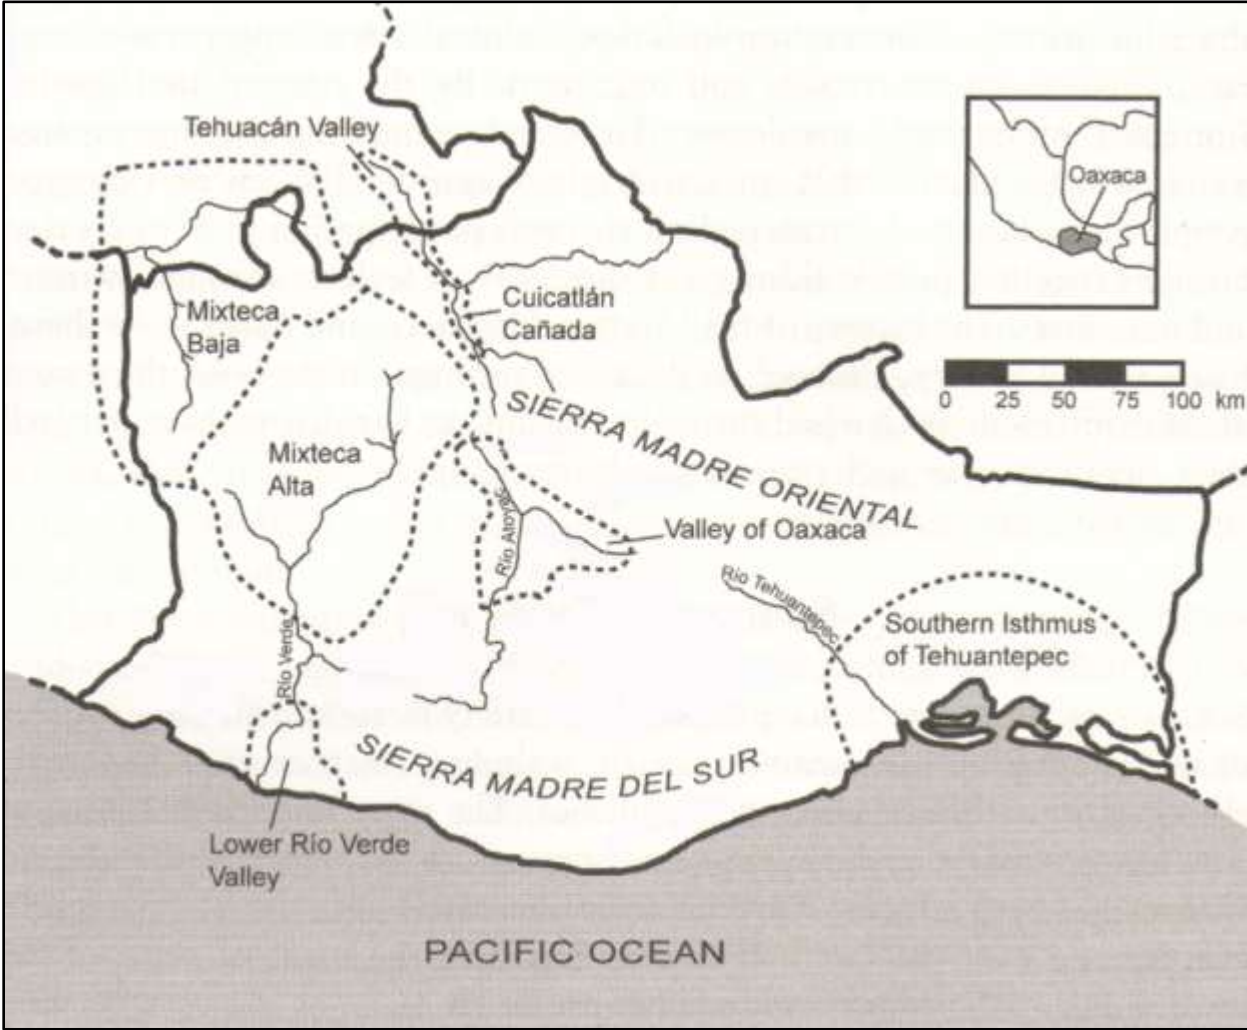 Tehuacán Valley
Oaxaca
Mixteca
Baja
Cuicatlán
Cañada
0 25 50 75 100 km
SIERRA MADRE ORIENTAL
Mixteca
Alta
Río Atoyac
Valley of Oaxaca
Río Tehuantepec
Southern Isthmus
of Tehuantepec
Río Verde
SIERRA MADRE DEL SUR
Lower Río Verde
Valley
PACIFIC OCEAN